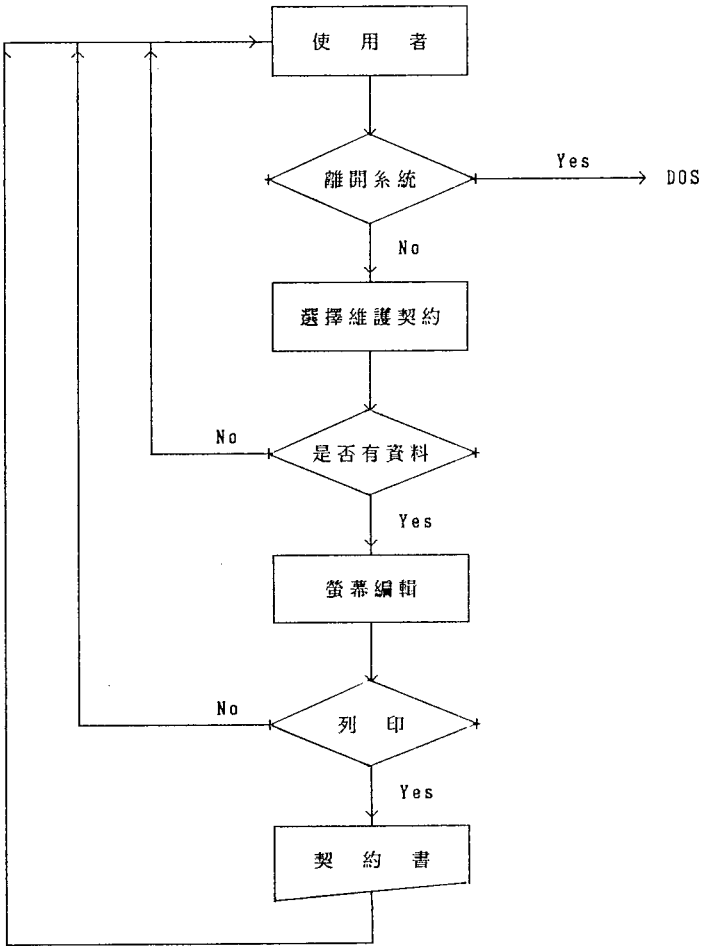 使用者
離開系統
Yes
DOS
No
選擇維護契約
No
是否有資料
Yes
螢幕編輯
No
列印
Yes
契約書